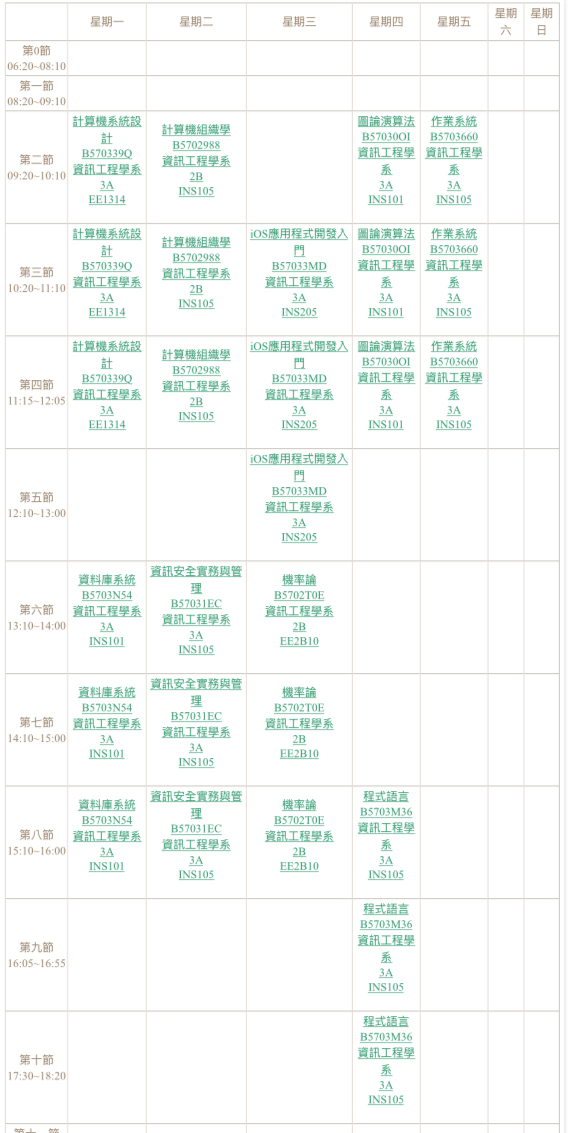 星期一 星期二 星期三 星期四 星期五 星期六 星期日
第0節
06:20~08:10
第一節
08:20~09:10
第二節
09:20~10:10
計算機系統設
計
B570339Q
資訊工程學系
3A
EE1314
計算機組織學
B5702988
資訊工程學系
2B
INS105
圖論演算法
B57030OI
資訊工程學
系
3A
INS101
作業系統
B5703660
資訊工程學
系
3A
INS105
第三節
10:20~11:10
計算機系統設
計
B570339Q
資訊工程學系
3A
EE1314
計算機組織學
B5702988
資訊工程學系
2B
INS105
iOS應用程式開發入
門
B57033MD
資訊工程學系
3A
INS205
圖論演算法
B57030OI
資訊工程學
系
3A
INS101
作業系統
B5703660
資訊工程學
系
3A
INS105
第四節
11:15~12:05
計算機系統設
計
B570339Q
資訊工程學系
3A
EE1314
計算機組織學
B5702988
資訊工程學系
2B
INS105
iOS應用程式開發入
門
B57033MD
資訊工程學系
3A
INS205
圖論演算法
B57030OI
資訊工程學
系
3A
INS101
作業系統
B5703660
資訊工程學
系
3A
INS105
第五節
12:10~13:00
iOS應用程式開發入
門
B57033MD
資訊工程學系
3A
INS205
第六節
13:10~14:00
資料庫系統
B5703N54
資訊工程學系
3A
INS101
資訊安全實務與管
理
B57031EC
資訊工程學系
3A
INS105
機率論
B5702T0E
資訊工程學系
2B
EE2B10
第七節
14:10~15:00
資料庫系統
B5703N54
資訊工程學系
3A
INS101
資訊安全實務與管
理
B57031EC
資訊工程學系
3A
INS105
機率論
B5702T0E
資訊工程學系
2B
EE2B10
第八節
15:10~16:00
資料庫系統
B5703N54
資訊工程學系
3A
INS101
資訊安全實務與管
理
B57031EC
資訊工程學系
3A
INS105
機率論
B5702T0E
資訊工程學系
2B
EE2B10
程式語言
B5703M36
資訊工程學
系
3A
INS105
第九節
16:05~16:55
程式語言
B5703M36
資訊工程學
系
3A
INS105
第十節
17:30~18:20
程式語言
B5703M36
資訊工程學
系
3A
INS105